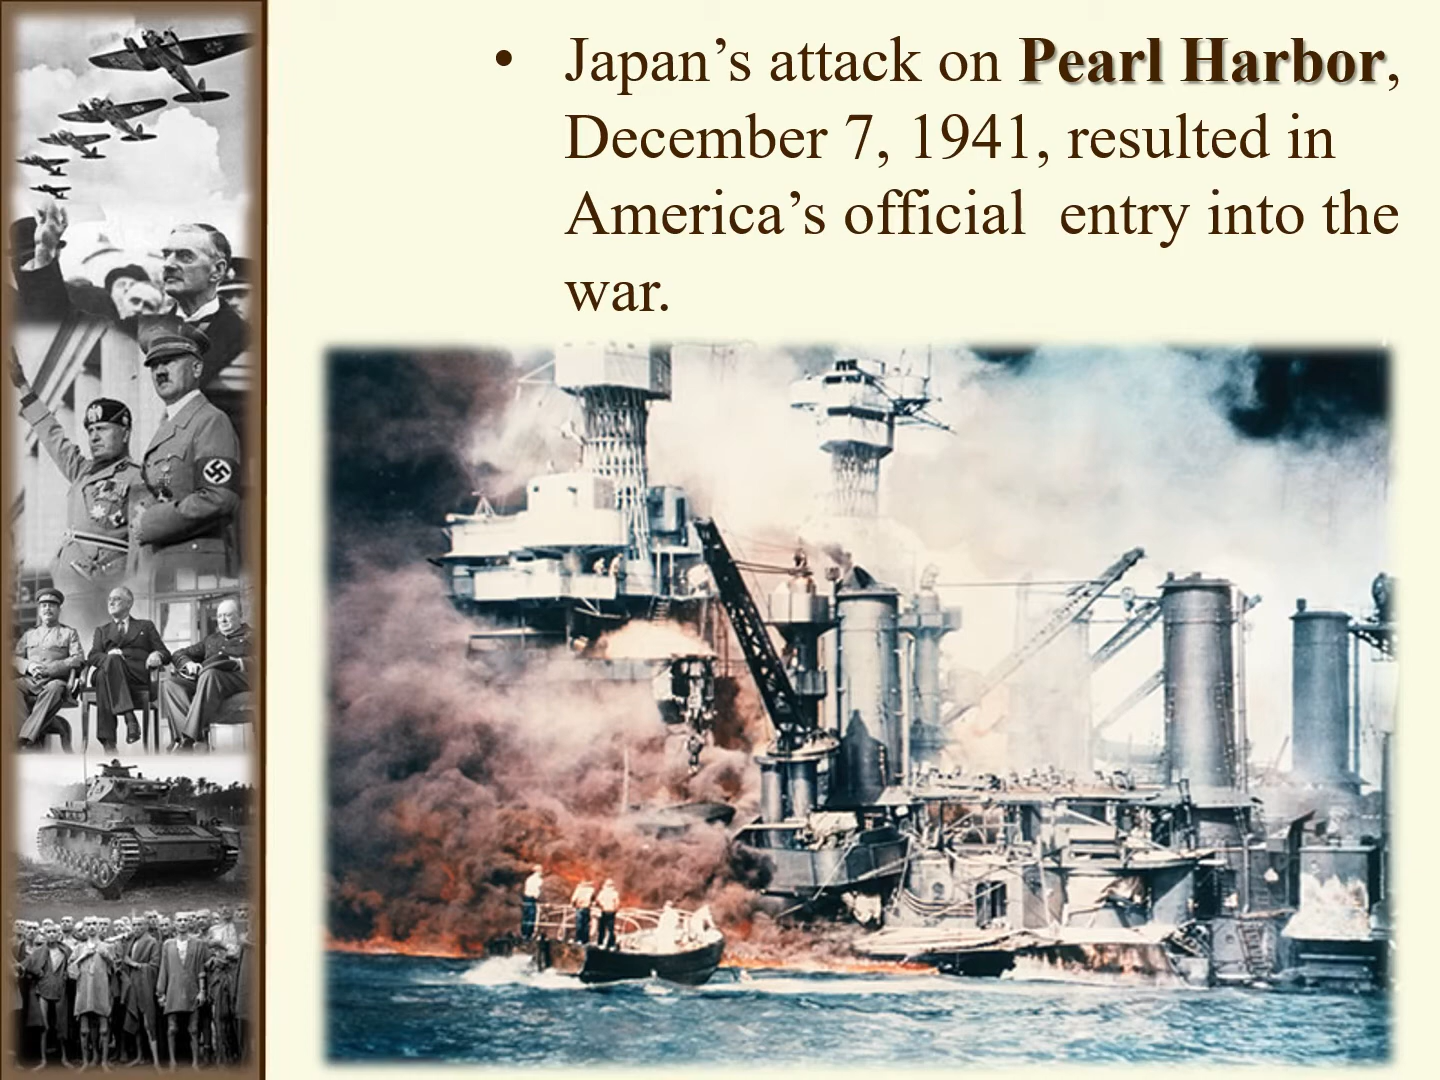 • Japan’s attack on Pearl Harbor,
December 7, 1941, resulted in
America’s official  entry into the
war.